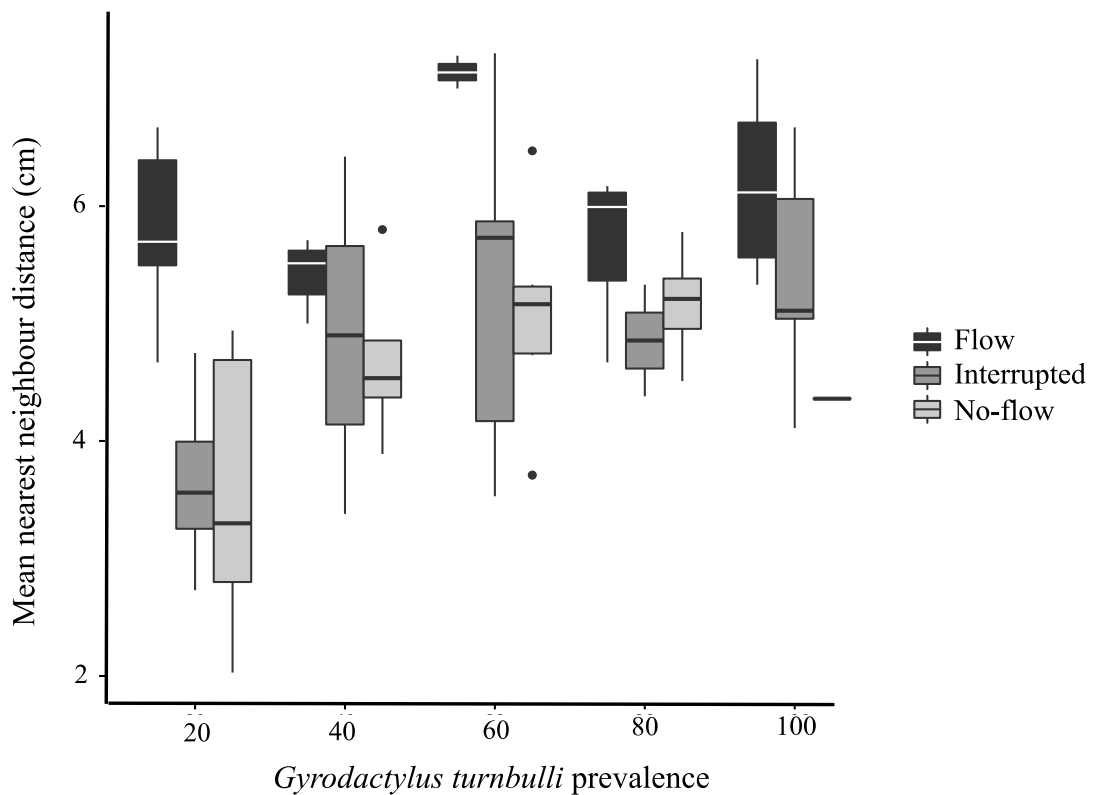 Mean nearest neighbour distance (cm)
6
4
2
20 40 60 80 100
Gyrodactylus turnbulli prevalence
Flow
Interrupted
No-flow